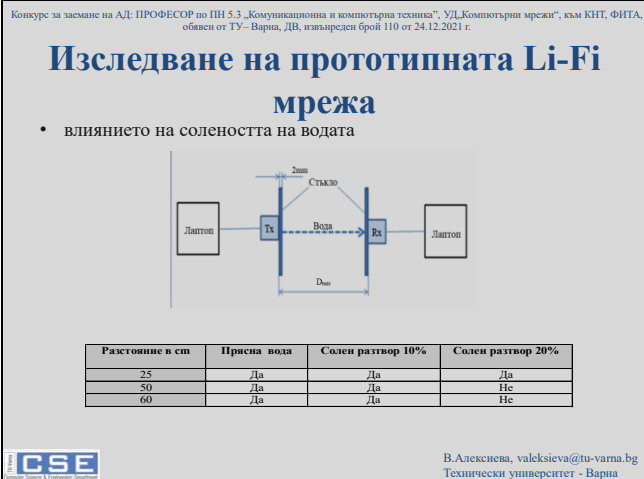 Конкурс за заемане на АД: ПРОФЕСОР по ПН 5.3 „Комуникационна и компютърна техника”, УД„Компютърни мрежи“, към КНТ, ФИТА,
обявен от ТУ– Варна, ДВ, извънреден брой 110 от 24.12.2021 г.
Изследване на прототипната Li-Fi
мрежа
• влиянието на солеността на водата
2mm
Стъкло
Лаптоп
Tx
Вода
Rx
Лаптоп
Разстояние в cm Прясна вода Солен разтвор 10% Солен разтвор 20%
25 Да Да Да
50 Да Да Не
60 Да Да Не
CSE
Computer Science & Engineering Department
В.Алексиева, valeksieva@tu-varna.bg
Технически университет - Варна